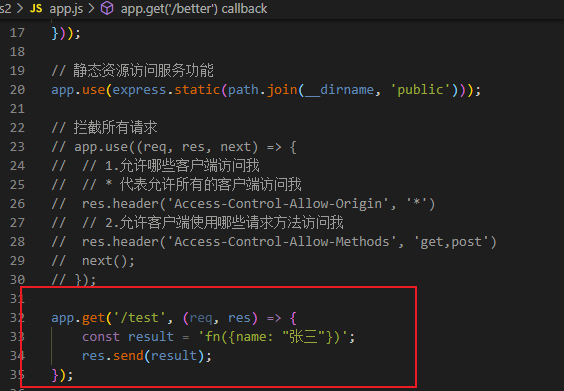 s2 > JS app.js > app.get('/better') callback
17 }));
18
19 // 静态资源访问服务功能
20 app.use(express.static(path.join(__dirname, 'public')));
21
22 // 拦截所有请求
23 // app.use((req, res, next) => {
24 //  // 1.允许哪些客户端访问我
25 //  // * 代表允许所有的客户端访问我
26 //  res.header('Access-Control-Allow-Origin', '*')
27 //  // 2.允许客户端使用哪些请求方法访问我
28 //  res.header('Access-Control-Allow-Methods', 'get,post')
29 //  next();
30 // });
31
32 app.get('/test', (req, res) => {
33     const result = 'fn({name: "张三"})';
34     res.send(result);
35 });